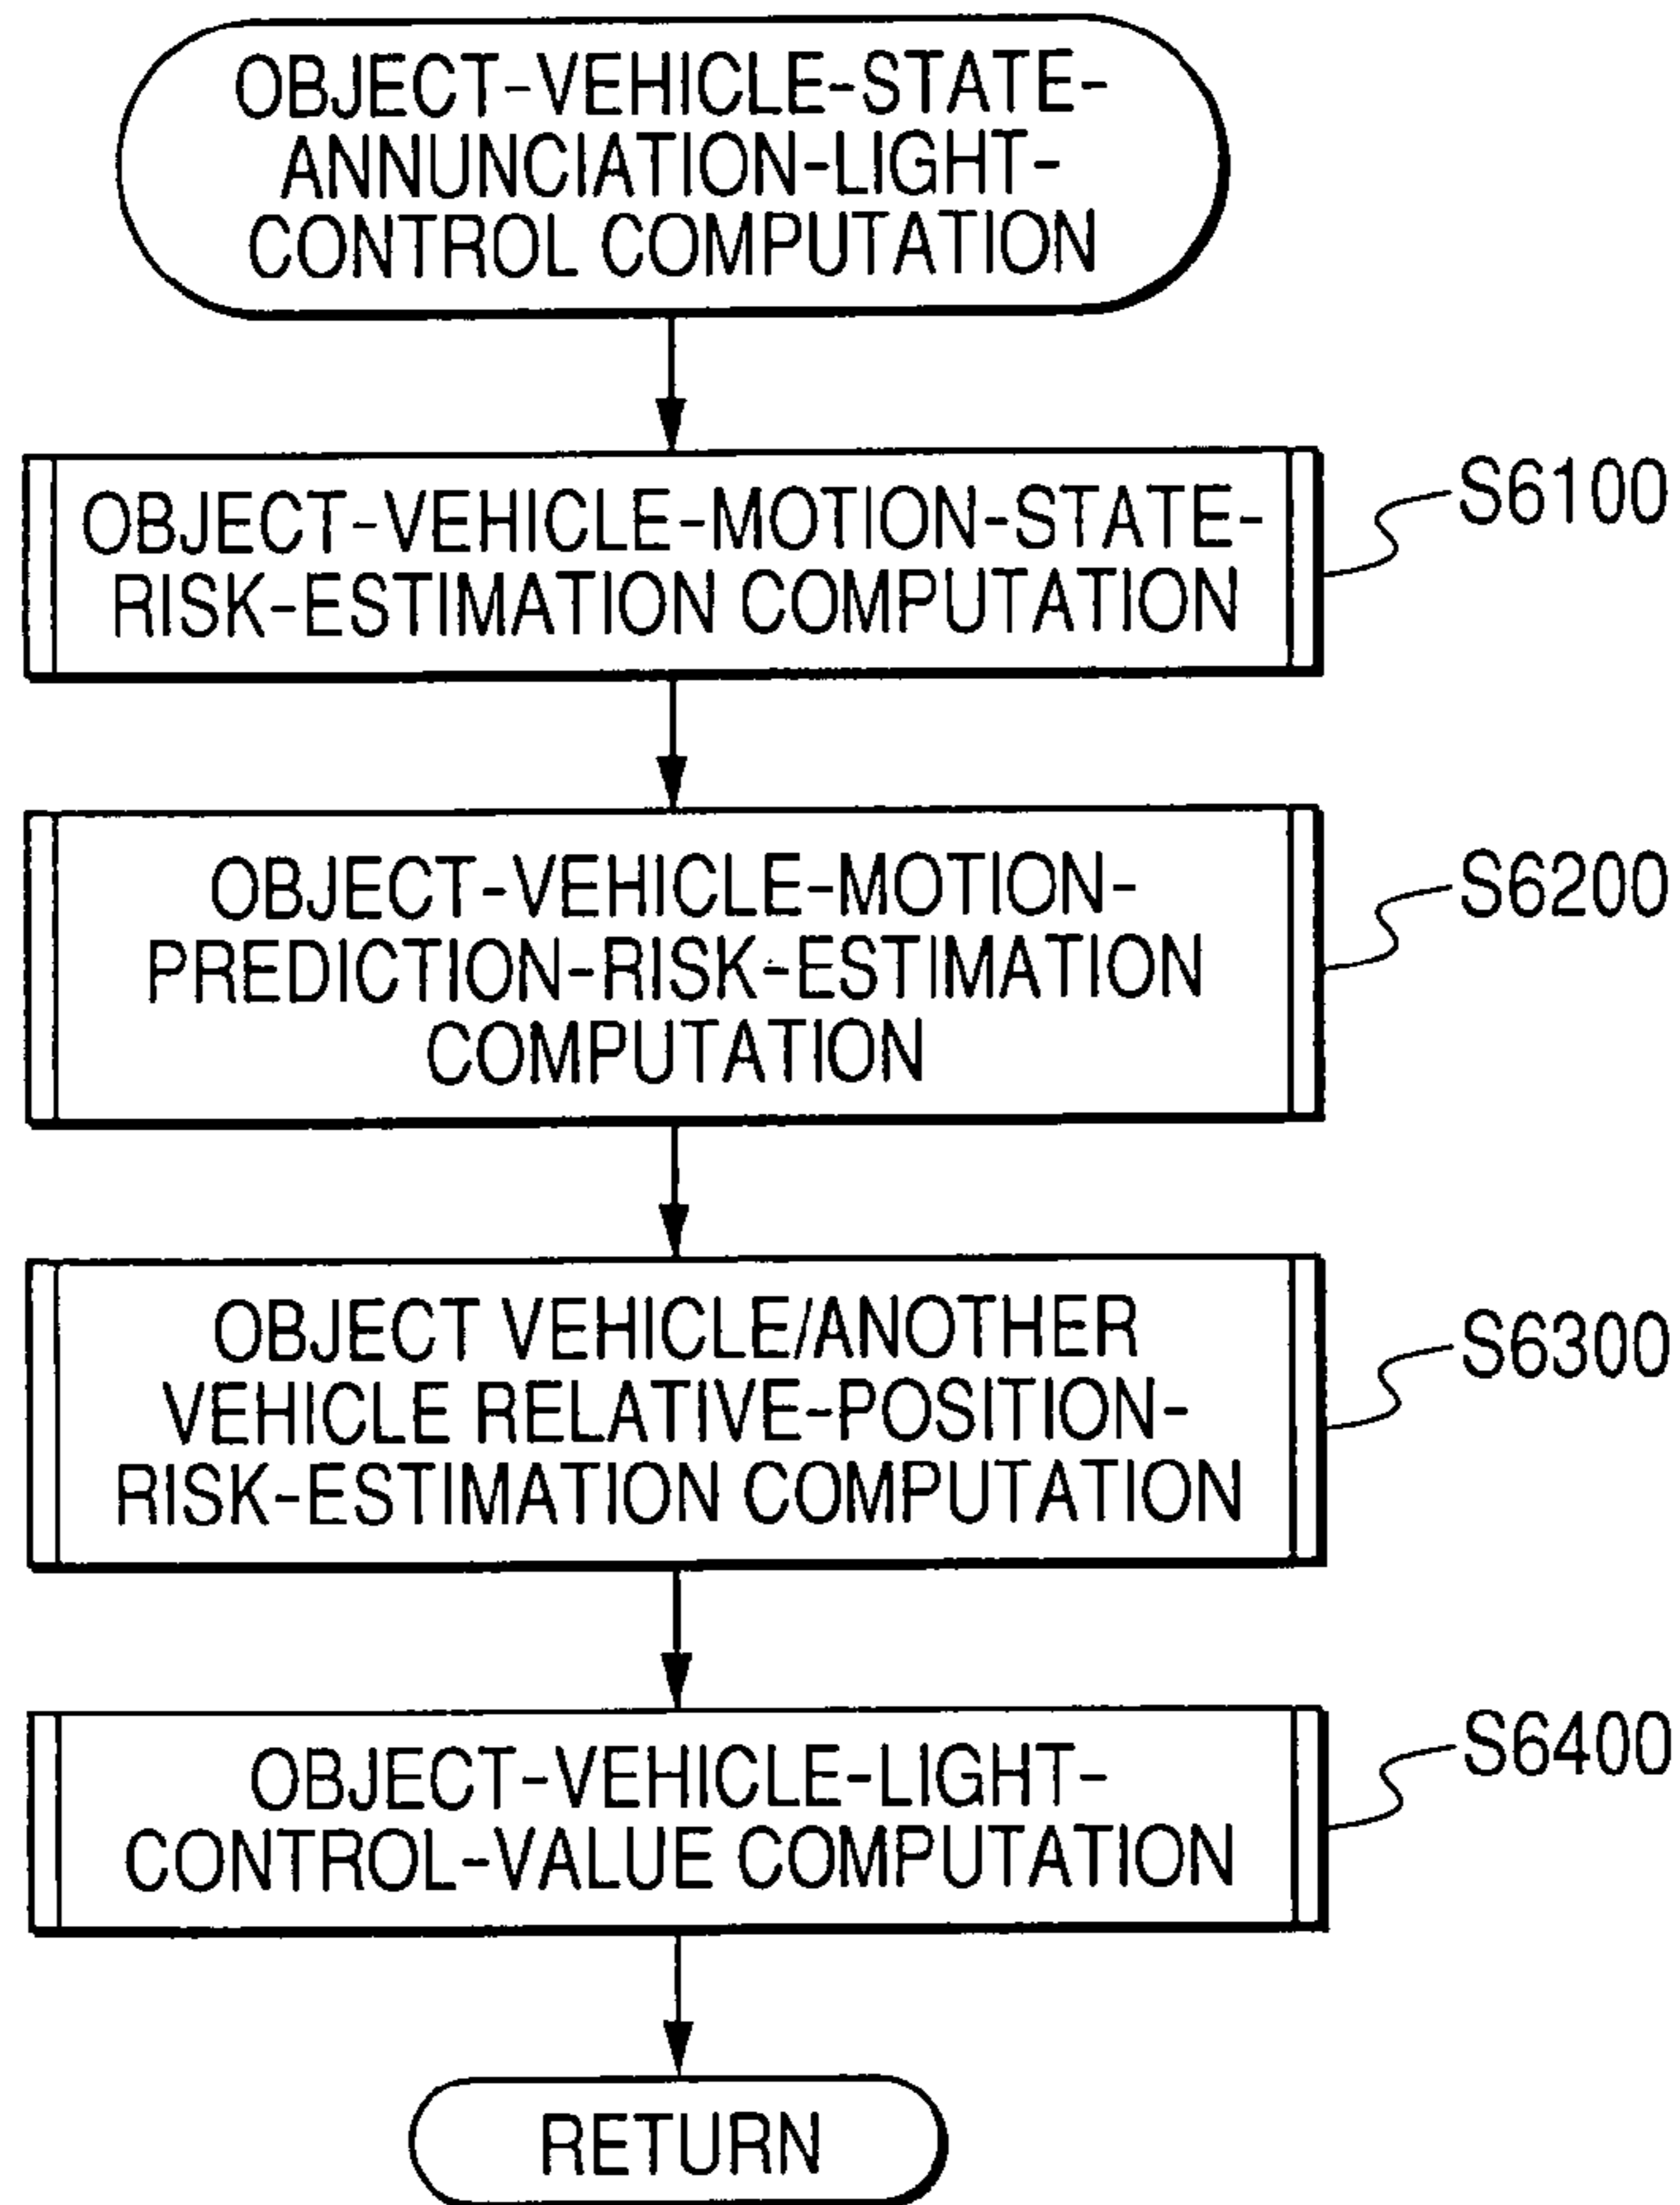 OBJECT-VEHICLE-STATE-
ANNUNCIATION-LIGHT-
CONTROL COMPUTATION
OBJECT-VEHICLE-MOTION-STATE-
RISK-ESTIMATION COMPUTATION
S6100
OBJECT-VEHICLE-MOTION-
PREDICTION-RISK-ESTIMATION
COMPUTATION
S6200
OBJECT VEHICLE/ANOTHER
VEHICLE RELATIVE-POSITION-
RISK-ESTIMATION COMPUTATION
S6300
OBJECT-VEHICLE-LIGHT-
CONTROL-VALUE COMPUTATION
S6400
RETURN